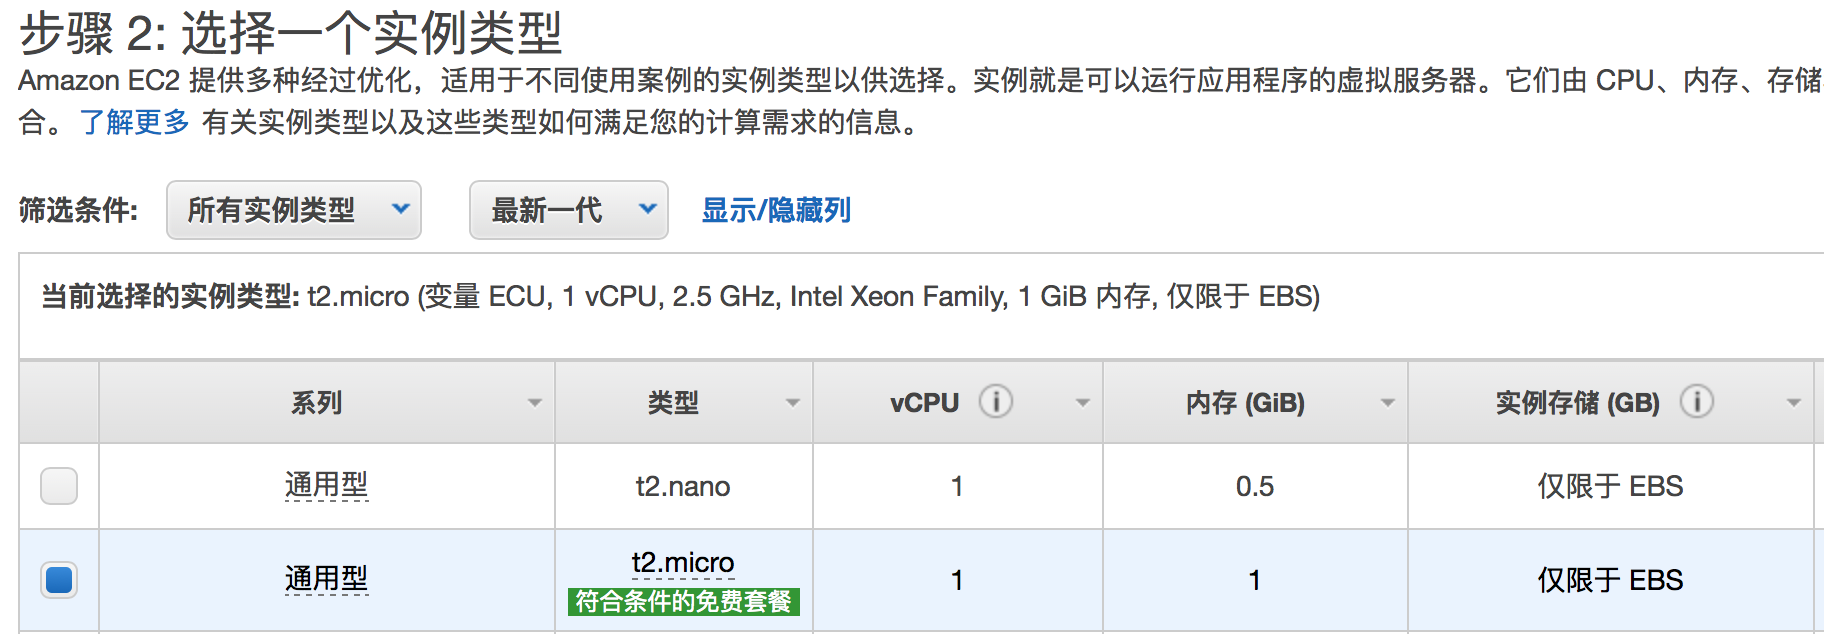 步骤 2: 选择一个实例类型
Amazon EC2 提供多种经过优化，适用于不同使用案例的实例类型以供选择。实例就是可以运行应用程序的虚拟服务器。它们由 CPU、内存、存储
合。 了解更多 有关实例类型以及这些类型如何满足您的计算需求的信息。
筛选条件: 所有实例类型 最新一代 显示/隐藏列
当前选择的实例类型: t2.micro (变量 ECU, 1 vCPU, 2.5 GHz, Intel Xeon Family, 1 GiB 内存, 仅限于 EBS)
系列 类型 vCPU 内存 (GiB) 实例存储 (GB)
通用型 t2.nano 1 0.5 仅限于 EBS
通用型 t2.micro 1 1 仅限于 EBS
符合条件的免费套餐